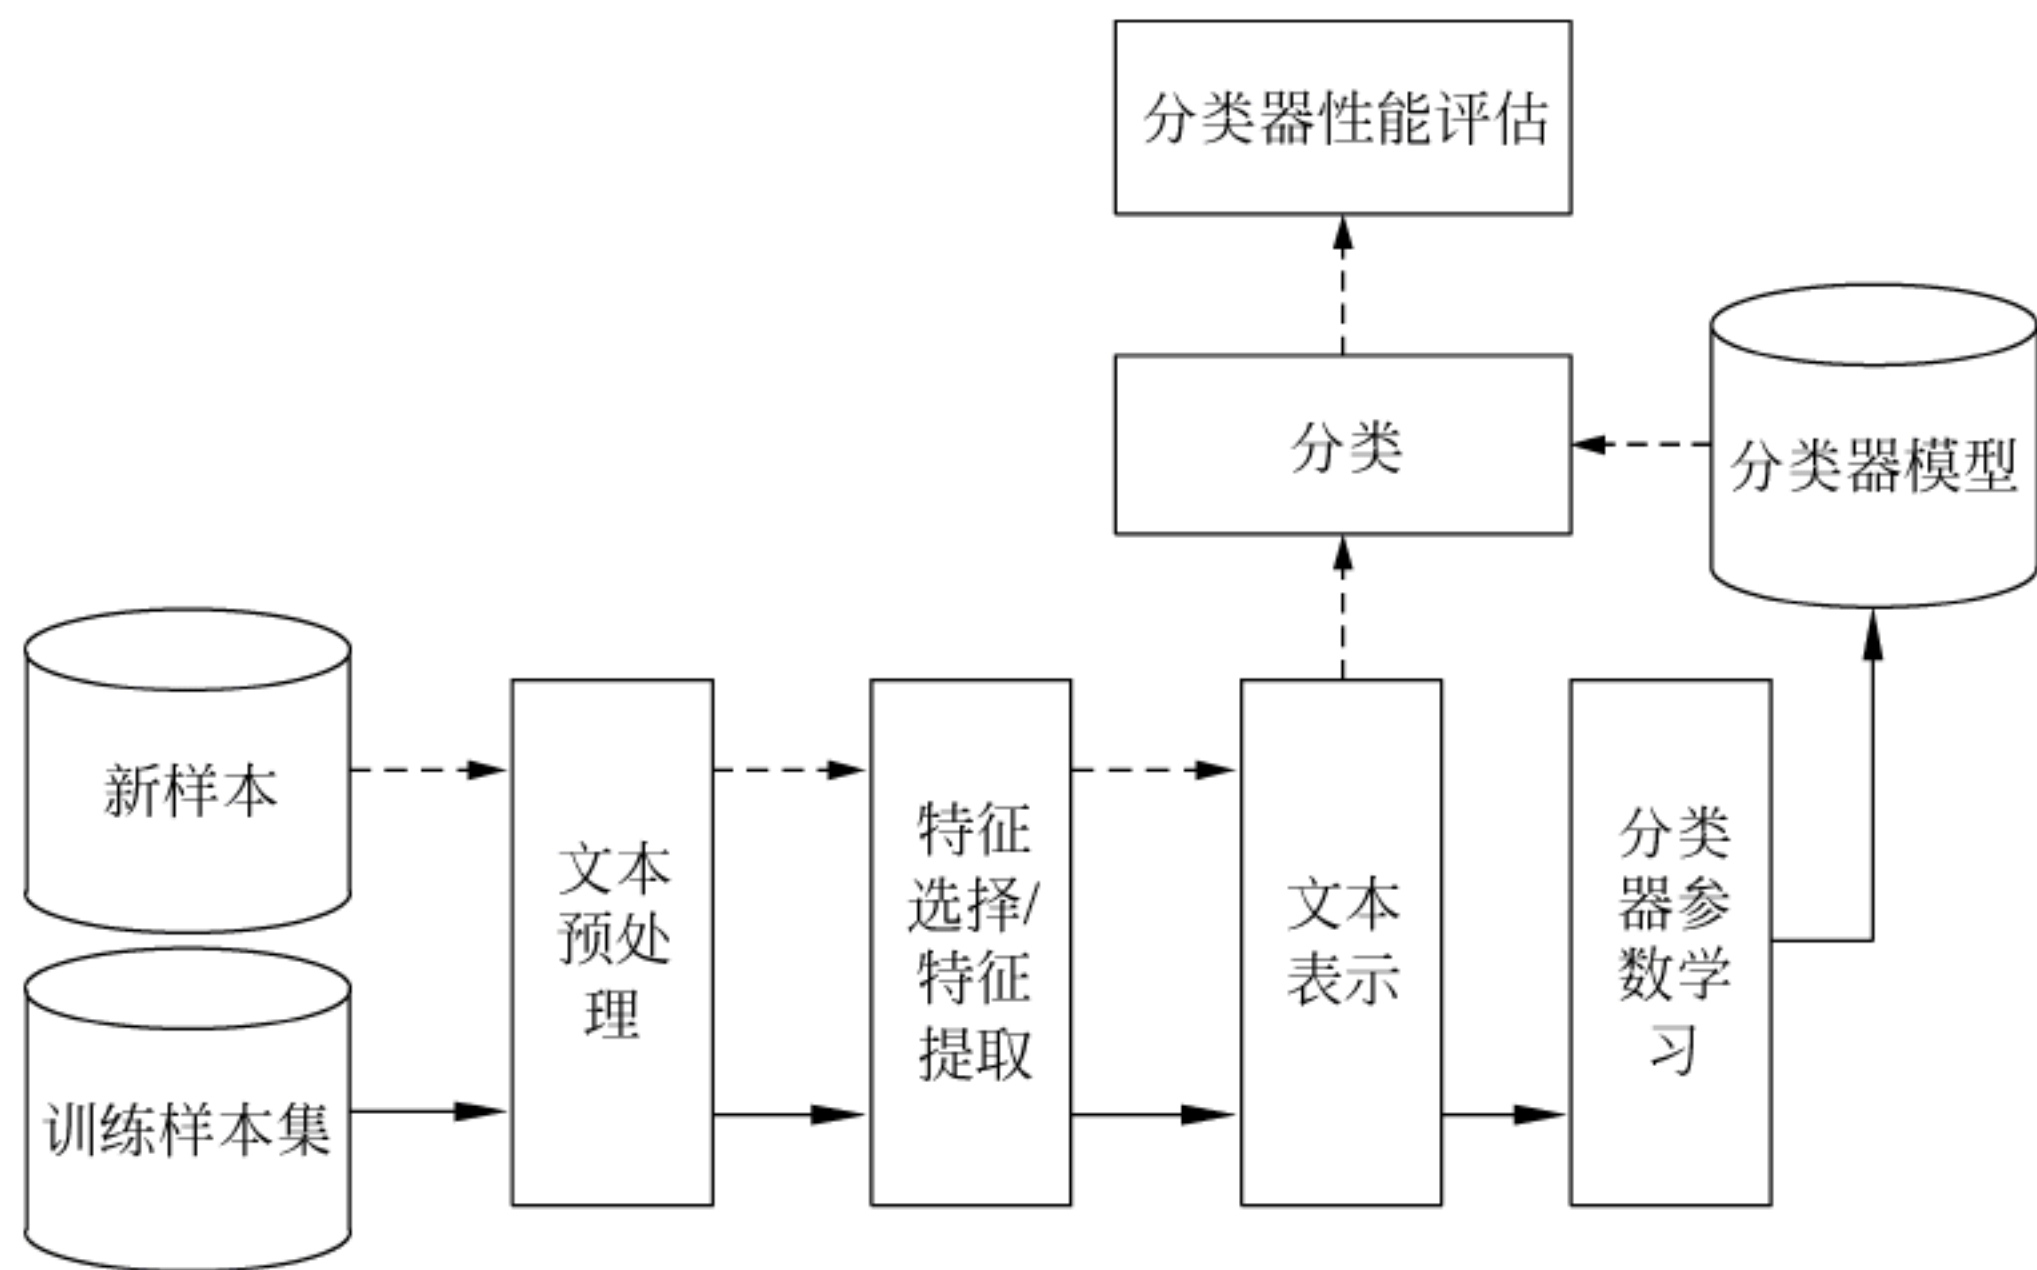 分类器性能评估
分类
分类器模型
新样本
训练样本集
文本
预处
理
特征
选择/
特征
提取
文本
表示
分类
器参
数学
习